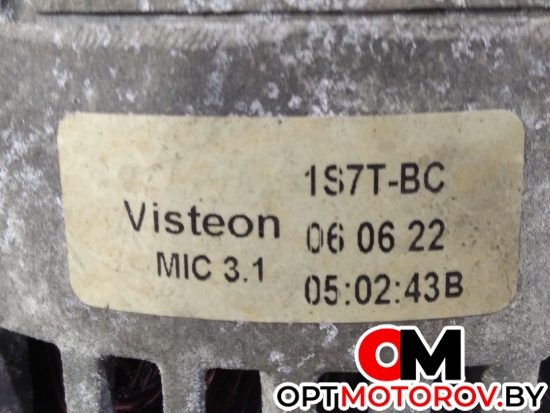 Visteon
MIC 3.1
1S7T-BC
06 06 22
05:02:43B
OM
OPTMOTOROV.BY